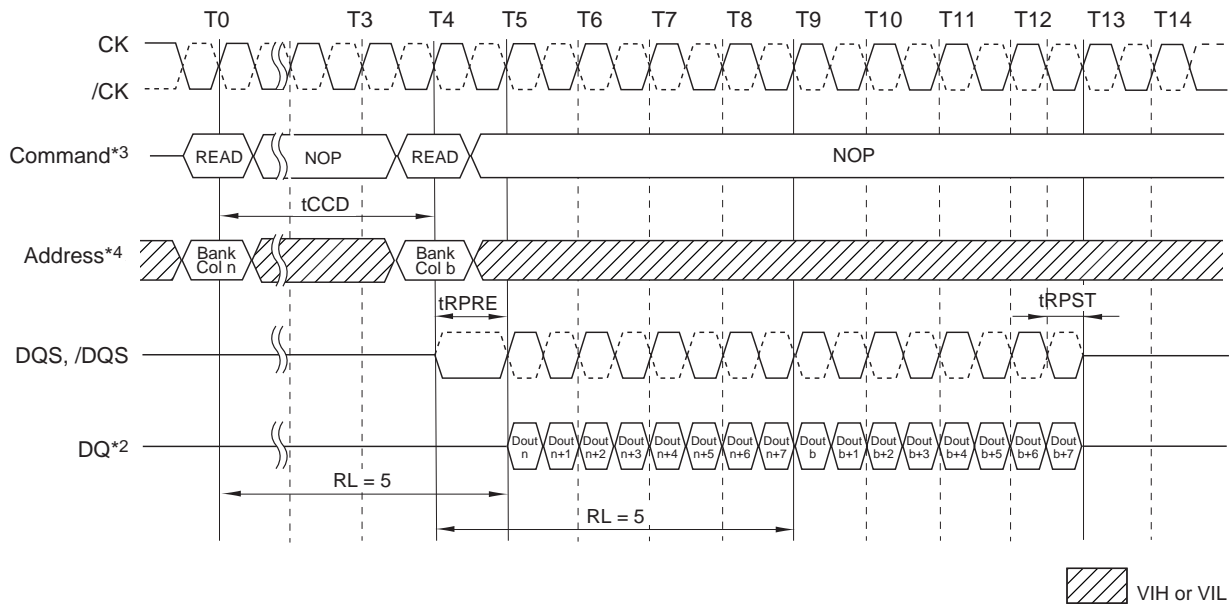 T0 T3 T4 T5 T6 T7 T8 T9 T10 T11 T12 T13 T14
CK
/CK
Command*3 READ NOP READ NOP
tCCD
Address*4 Bank Col n Bank Col b
tRPRE tRPST
DQS, /DQS
DQ*2 Dout n Dout n+1 Dout n+2 Dout n+3 Dout n+4 Dout n+5 Dout n+6 Dout n+7 Dout b Dout b+1 Dout b+2 Dout b+3 Dout b+4 Dout b+5 Dout b+6 Dout b+7
RL = 5
RL = 5
VIH or VIL